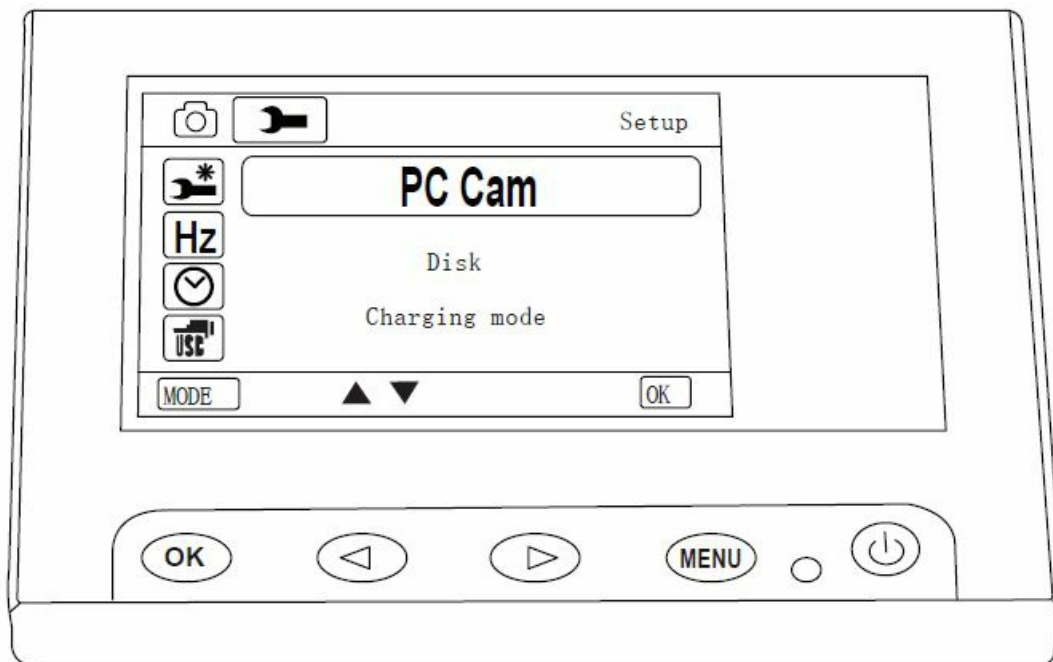 Setup
PC Cam
Hz
Disk
Charging mode
USB
MODE
OK
OK
MENU